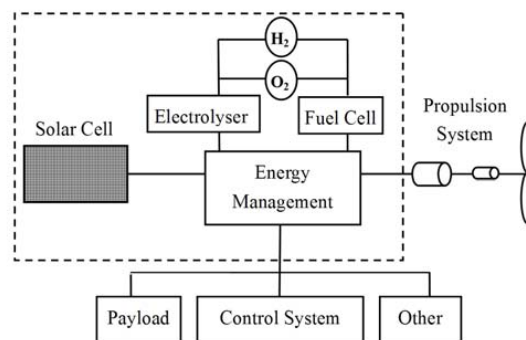 H₂
O₂
Electrolyser
Fuel Cell
Propulsion
System
Solar Cell
Energy
Management
Payload
Control System
Other